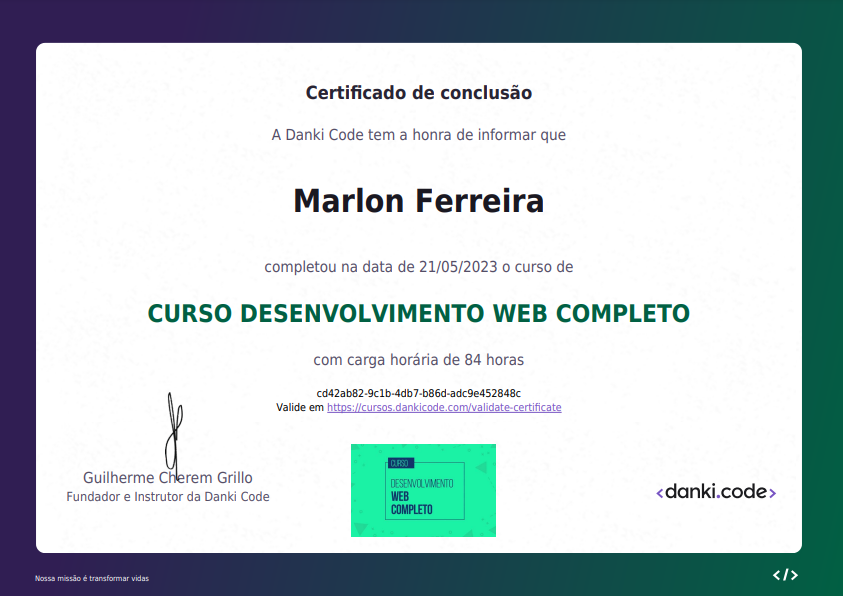 Certificado de conclusão
A Danki Code tem a honra de informar que
Marlon Ferreira
completou na data de 21/05/2023 o curso de
CURSO DESENVOLVIMENTO WEB COMPLETO
com carga horária de 84 horas
cd42ab82-9c1b-4db7-b86d-adc9e452848c
Valide em https://cursos.dankicode.com/validate-certificate
Guilherme Cherem Grillo
Fundador e Instrutor da Danki Code
CURSO
DESENVOLVIMENTO
WEB
COMPLETO
<danki.code>
Nossa missão é transformar vidas
</>